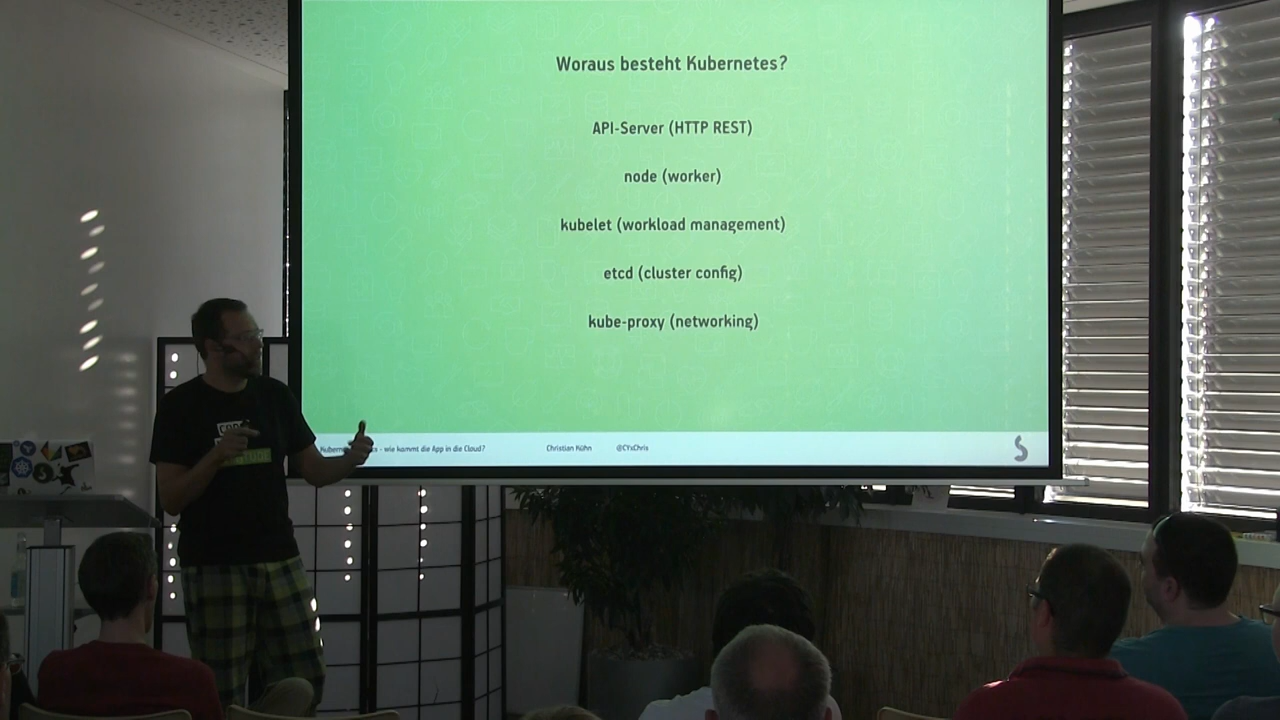 Woraus besteht Kubernetes?
API-Server (HTTP REST)
node (worker)
kubelet (workload management)
etcd (cluster config)
kube-proxy (networking)
- wie kommt die App in die Cloud? Christian Kühn @CYxChris